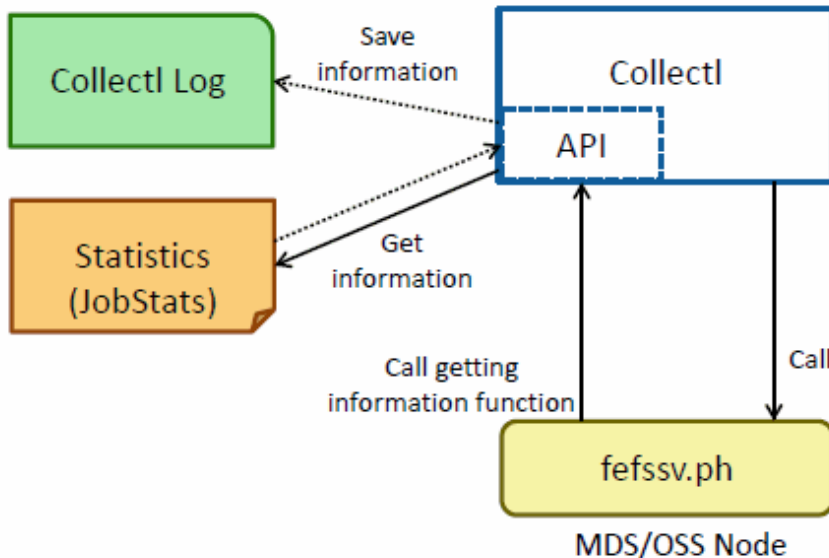 Save
information
Collectl Log
Collectl
API
Statistics
(JobStats)
Get
information
Call getting
information function
Call
fefssv.ph
MDS/OSS Node